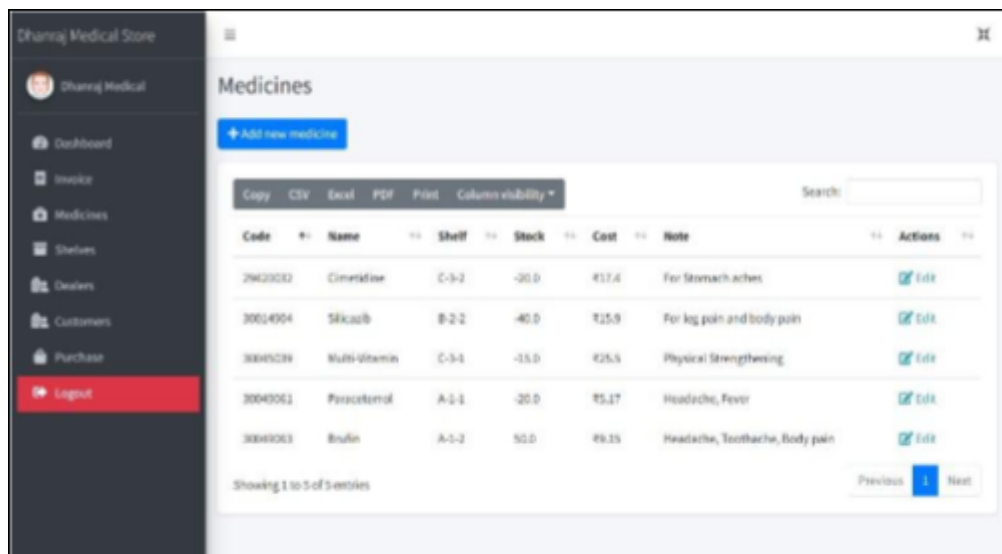 Dhanraj Medical Store
Dhanraj Medical
Dashboard
Invoice
Medicines
Shelves
Dealers
Customers
Purchase
Logout
Medicines
Add new medicine
Copy CSV Excel PDF Print Column visibility
Search:
Code Name Shelf Stock Cost Note Actions
Cimetidine C-3-2 -20.0 ₹17.4 For Stomach aches Edit
30014904 B-2-2 -40.0 ₹15.9 For leg pain and body pain Edit
Multi-Vitamin C-3-1 -15.0 ₹25.5 Physical Strengthening Edit
A-1-1 -20.0 ₹5.17 Headache, Fever Edit
Brufin A-1-2 50.0 ₹9.15 Headache, Toothache, Body pain Edit
Showing 1 to 5 of 5 entries
Previous 1 Next